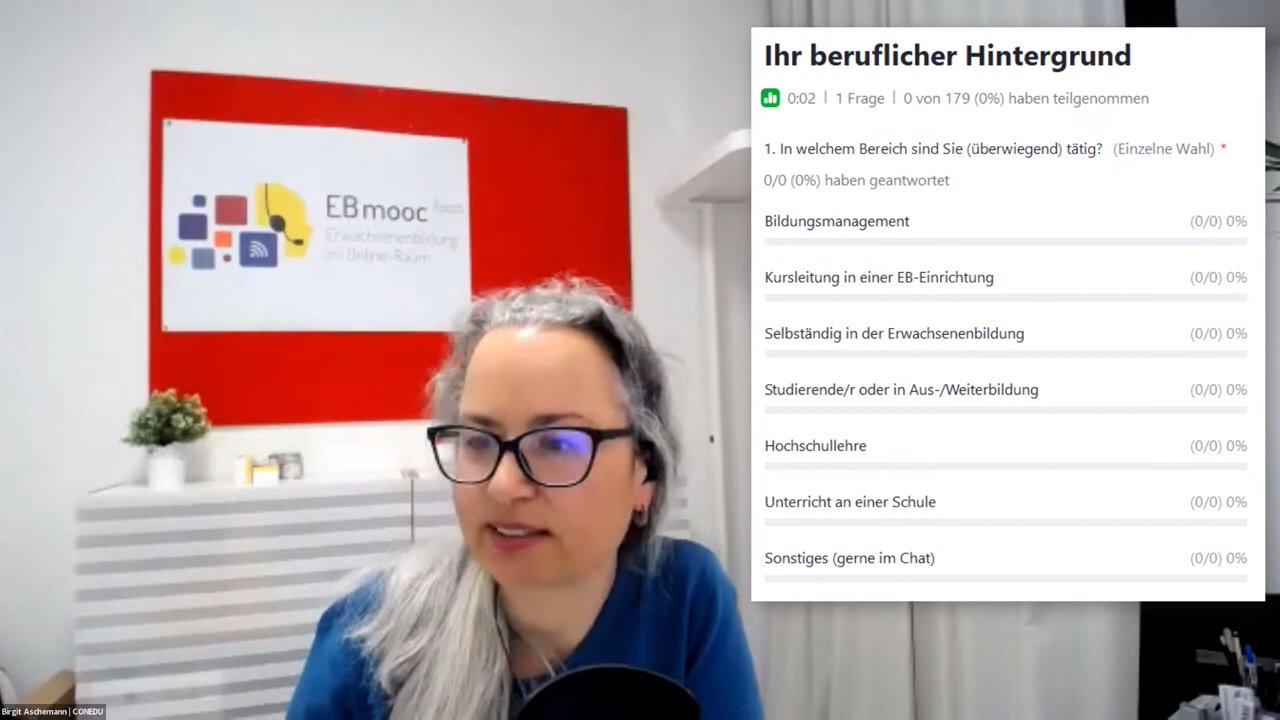 Ihr beruflicher Hintergrund
0:02 | 1 Frage | 0 von 179 (0%) haben teilgenommen
1. In welchem Bereich sind Sie (überwiegend) tätig? (Einzelne Wahl) *
0/0 (0%) haben geantwortet
Bildungsmanagement (0/0) 0%
Kursleitung in einer EB-Einrichtung (0/0) 0%
Selbständig in der Erwachsenenbildung (0/0) 0%
Studierende/r oder in Aus-/Weiterbildung (0/0) 0%
Hochschullehre (0/0) 0%
Unterricht an einer Schule (0/0) 0%
Sonstiges (gerne im Chat) (0/0) 0%
EBmooc focus
Erwachsenenbildung
im Online-Raum
Birgit Aschemann | CONEDU